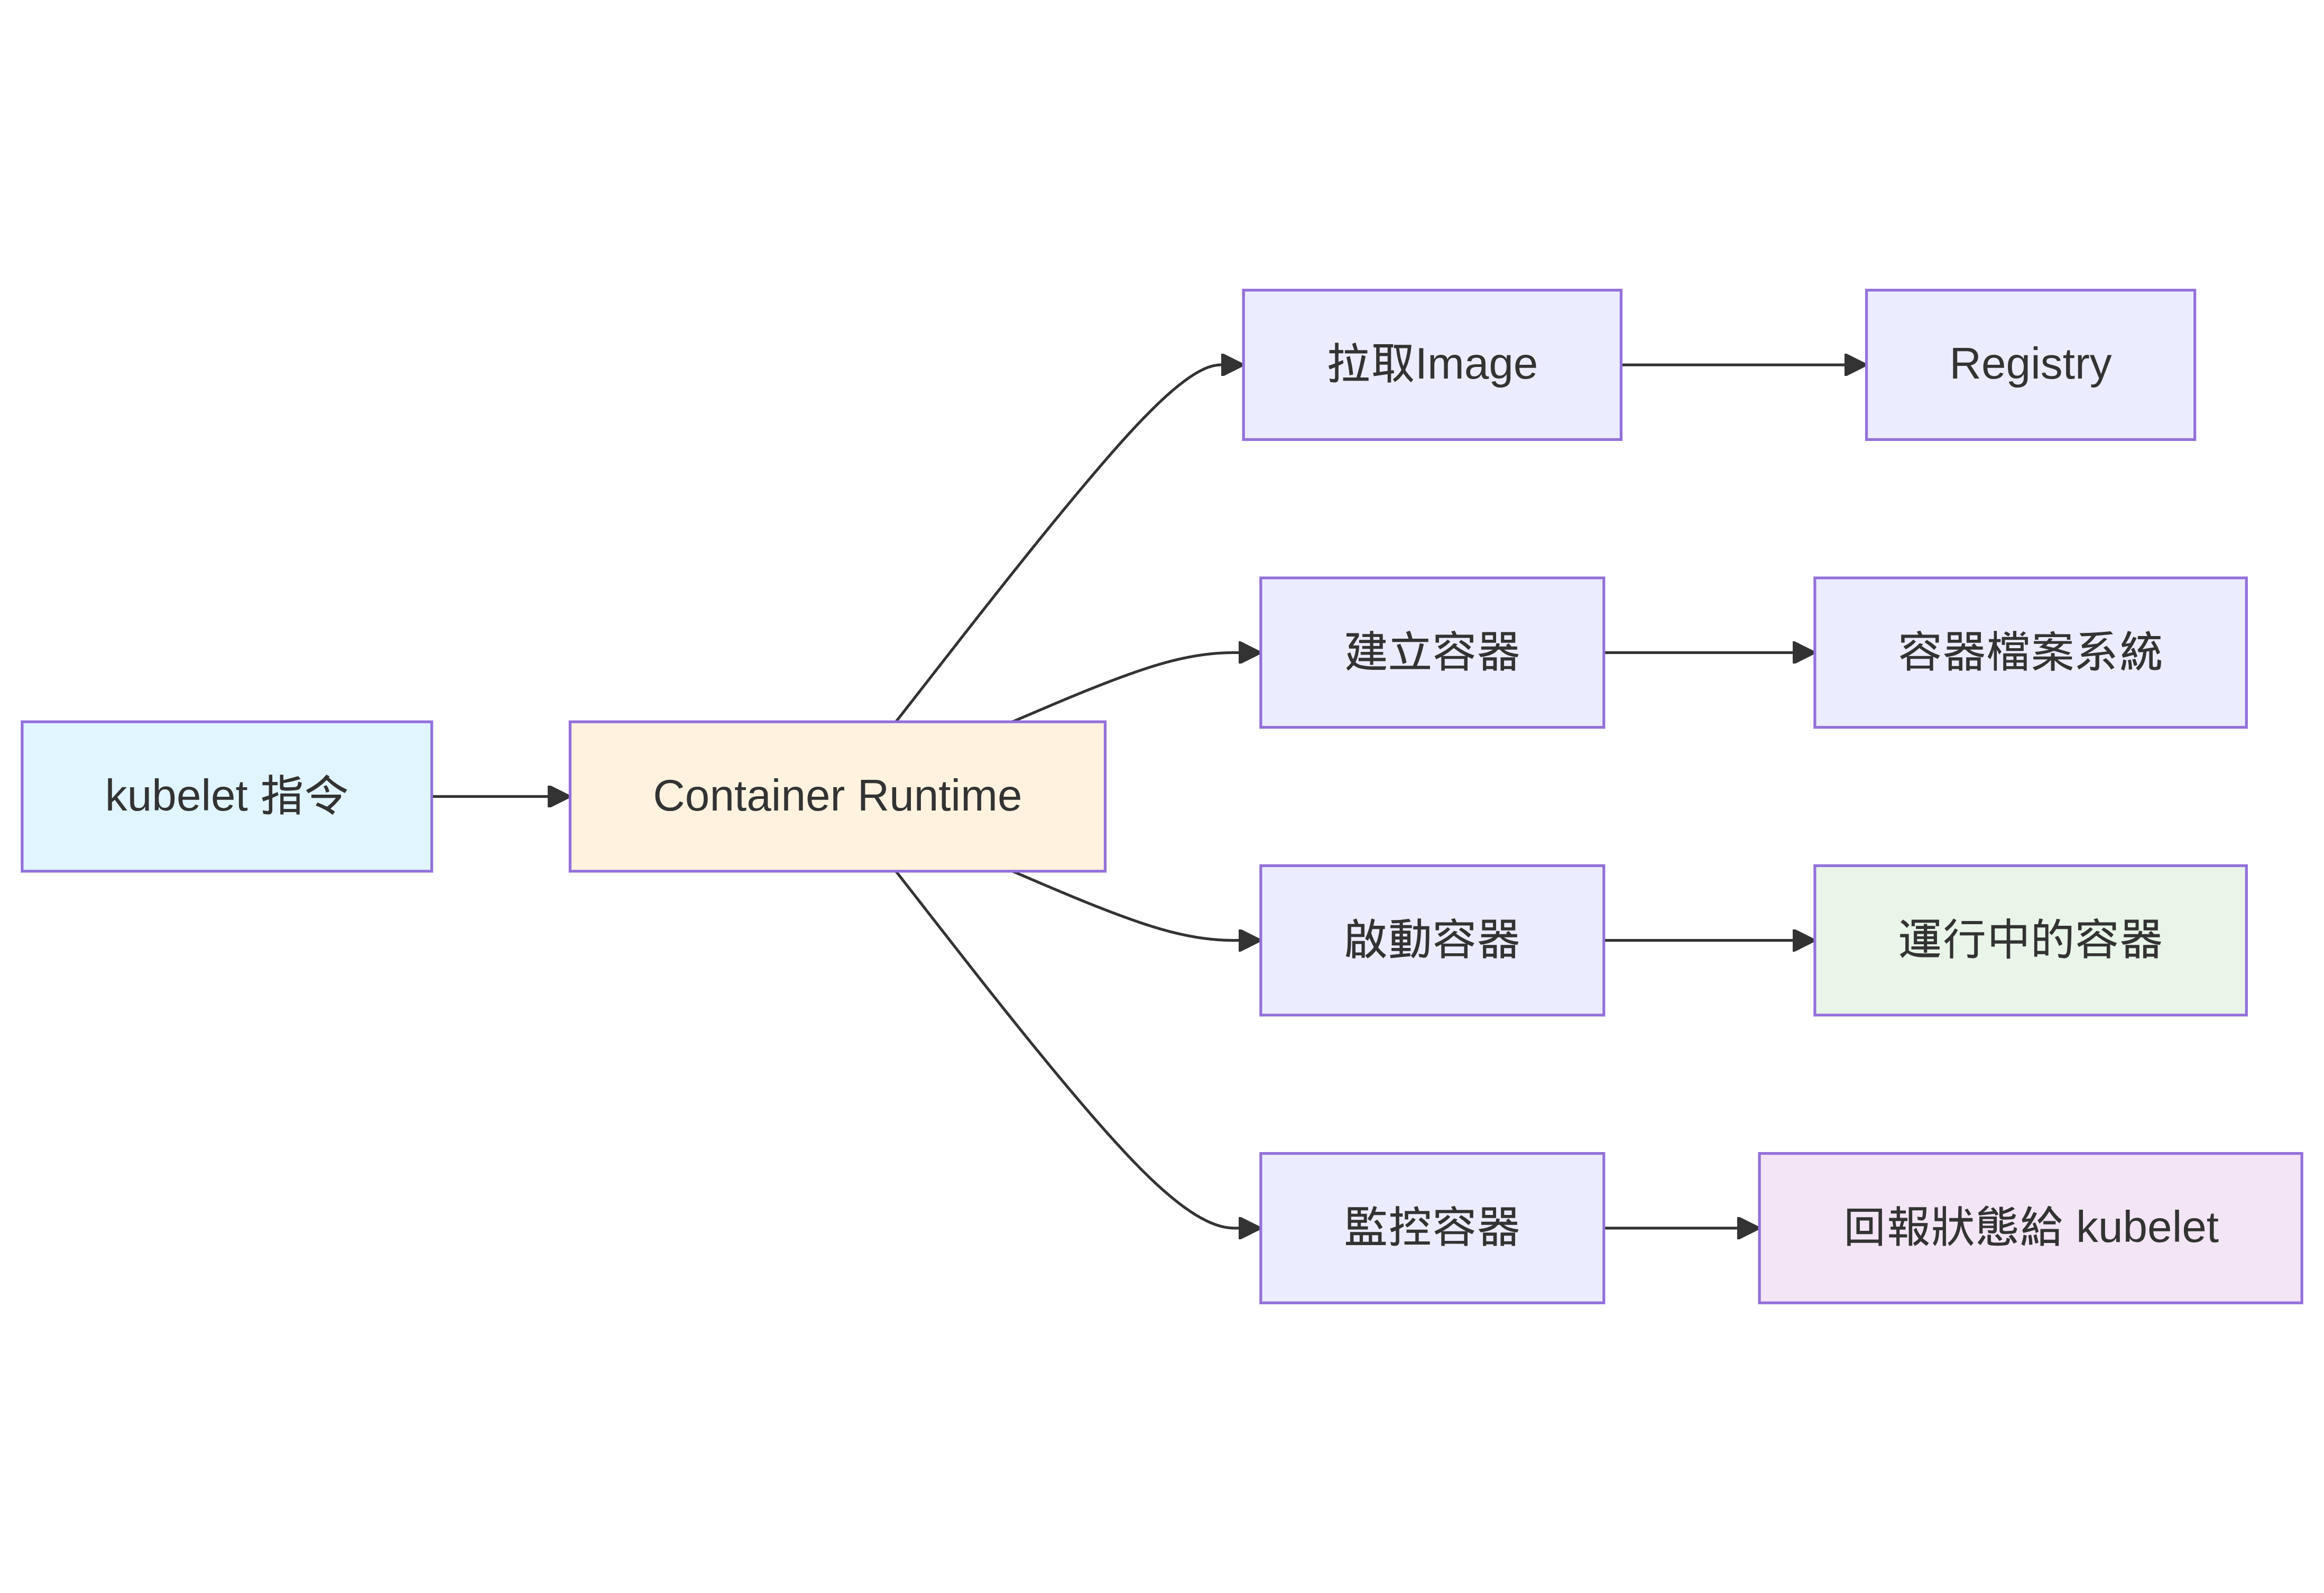 kubelet 指令
Container Runtime
拉取Image
Registry
建立容器
容器檔案系統
啟動容器
運行中的容器
監控容器
回報狀態給 kubelet